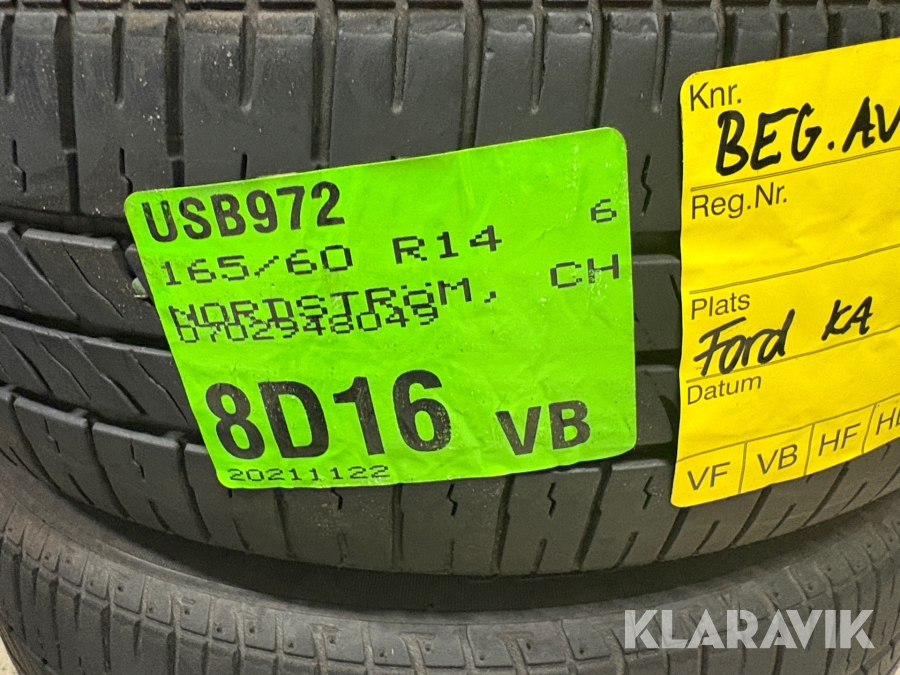 USB972
165/60 R14 6
NORDSTRÖM, CH
0702948049
8D16 VB
20211122
Knr.
BEG. AV
Reg.Nr.
Plats
Ford KA
Datum
VF VB HF
KLARAVIK